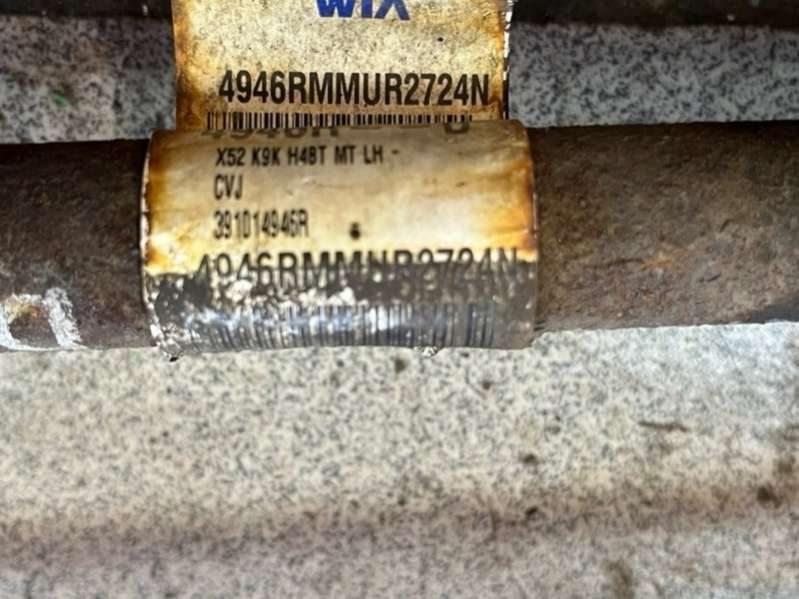 WIX
4946RMMUR2724N
X52 K9K H4BT MT LH -
CVJ
391014946R
4946RMMUR2724N